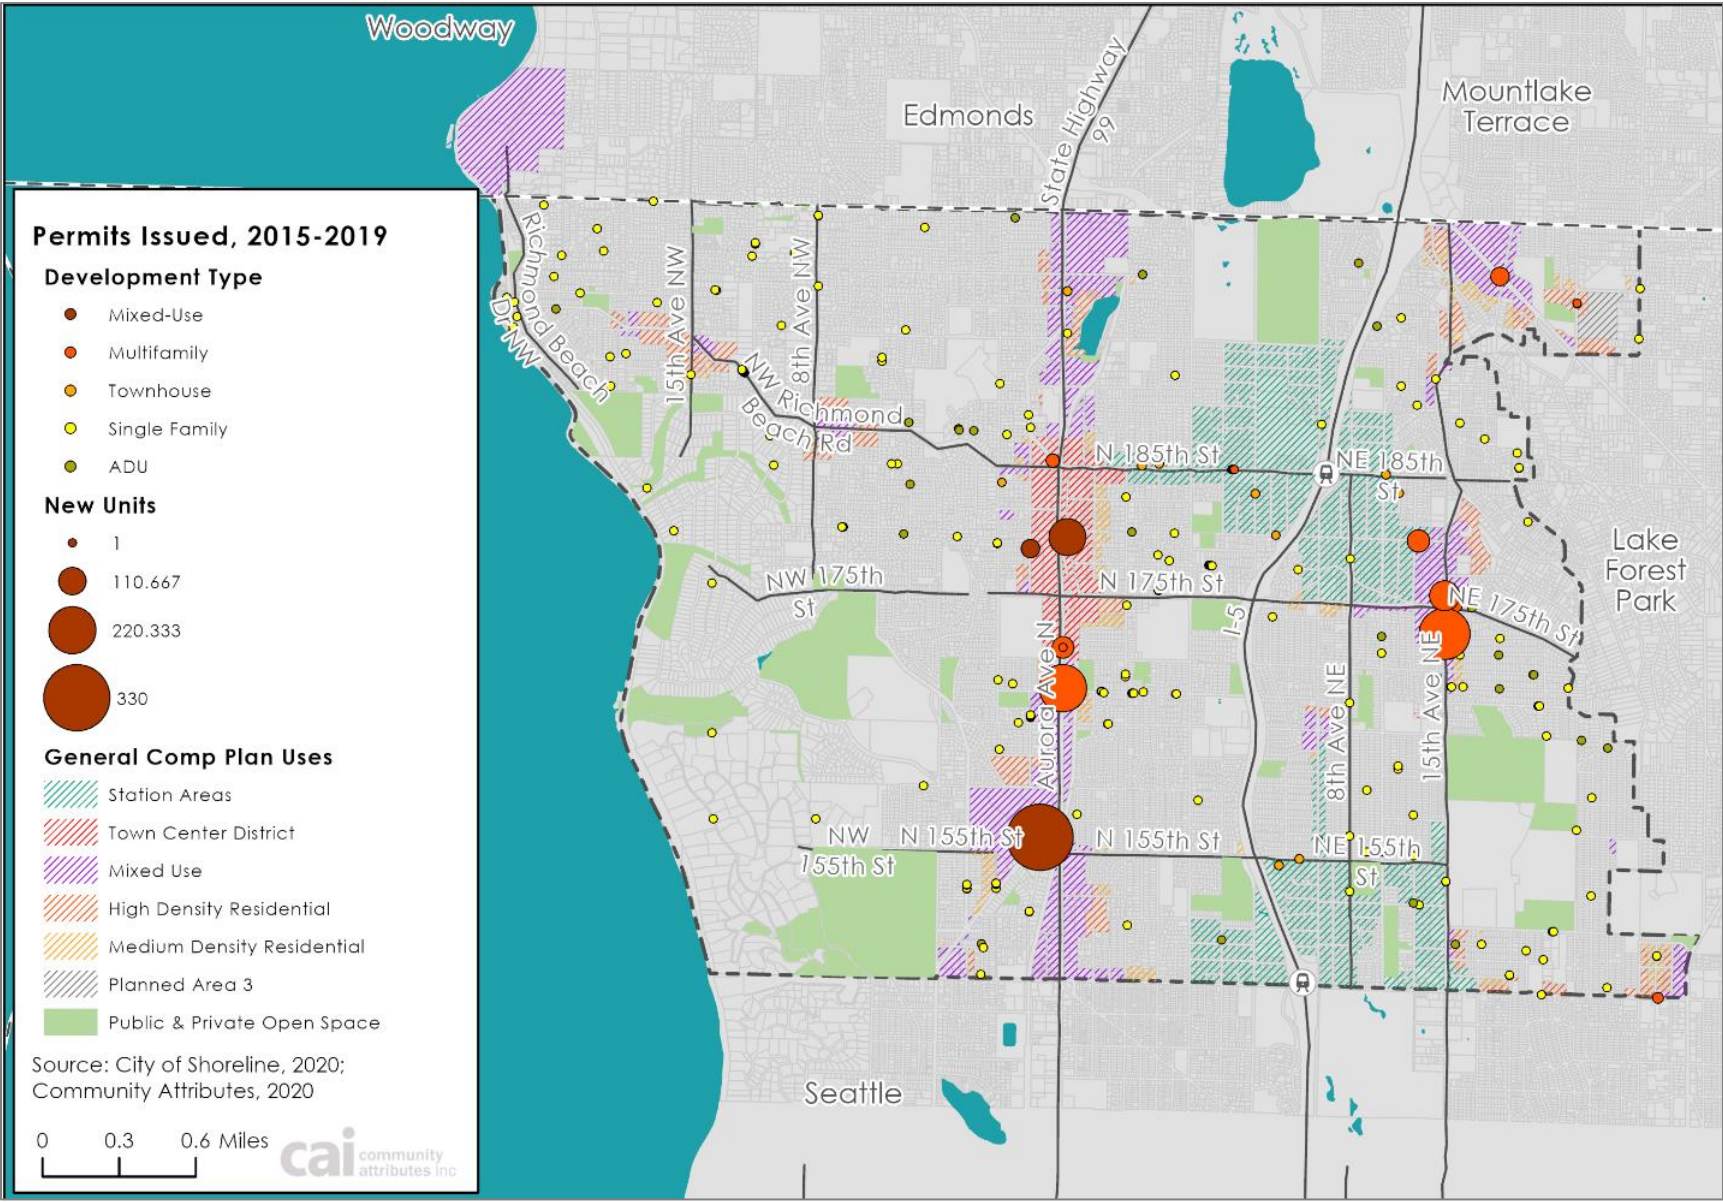 Woodway
Edmonds
State Highway
99
Mountlake
Terrace
Permits Issued, 2015-2019
Development Type
Mixed-Use
Multifamily
Townhouse
Single Family
ADU
New Units
1
110.667
220.333
330
General Comp Plan Uses
Station Areas
Town Center District
Mixed Use
High Density Residential
Medium Density Residential
Planned Area 3
Public & Private Open Space
Source: City of Shoreline, 2020;
Community Attributes, 2020
0 0.3 0.6 Miles
cai community
attributes inc
Richmond Beach
Dr NW
15th Ave NW
8th Ave NW
NW Richmond
Beach Rd
N 185th St
NE 185th
St
NW 175th
St
N 175th St
NE 175th St
I-5
Aurora Ave N
8th Ave NE
15th Ave NE
Lake
Forest
Park
NW
155th St
N 155th St
N 155th St
NE 155th
St
Seattle